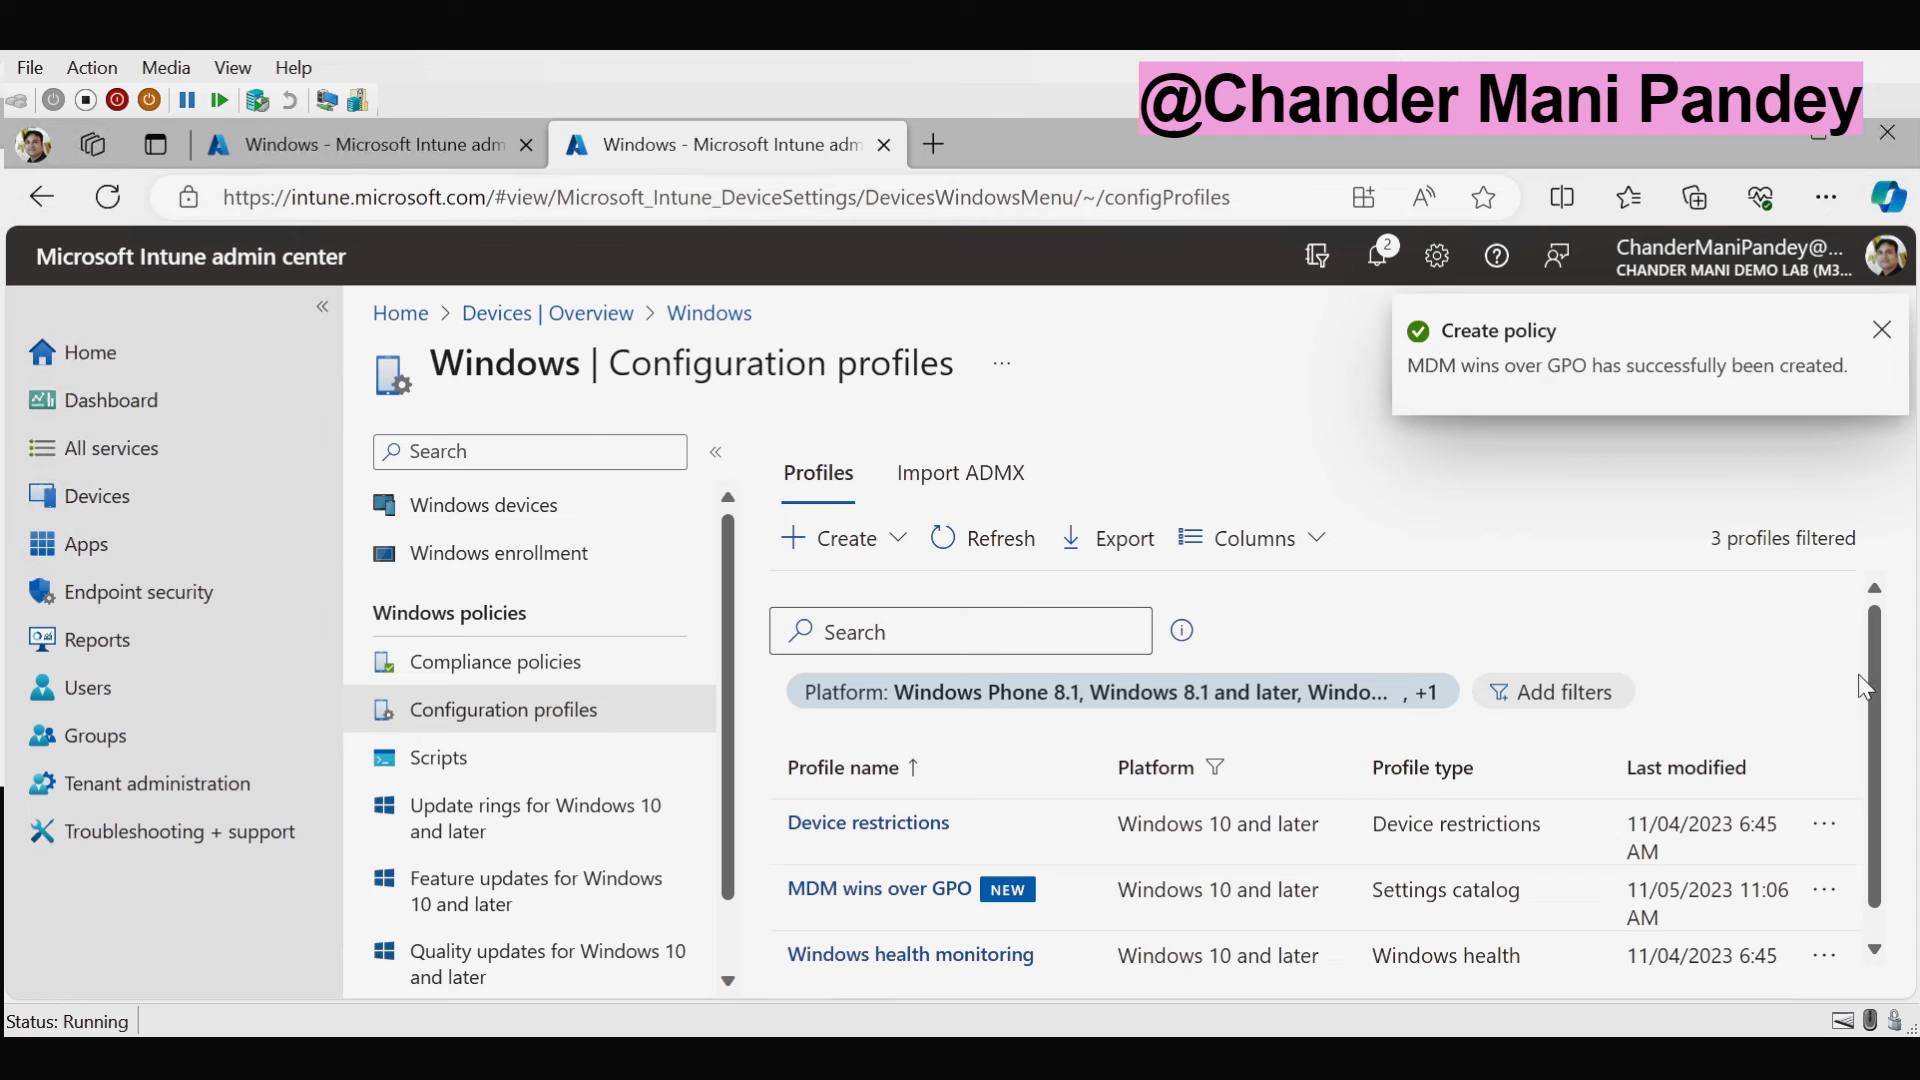 File Action Media View Help
@Chander Mani Pandey
Windows - Microsoft Intune adm
Windows - Microsoft Intune adm
https://intune.microsoft.com/#view/Microsoft_Intune_DeviceSettings/DevicesWindowsMenu/~/configProfiles
Microsoft Intune admin center
2
ChanderManiPandey@...
CHANDER MANI DEMO LAB (M3...
Home
Dashboard
All services
Devices
Apps
Endpoint security
Reports
Users
Groups
Tenant administration
Troubleshooting + support
Home > Devices | Overview > Windows
Windows | Configuration profiles ...
Create policy
MDM wins over GPO has successfully been created.
Search
Windows devices
Windows enrollment
Windows policies
Compliance policies
Configuration profiles
Scripts
Update rings for Windows 10
and later
Feature updates for Windows
10 and later
Quality updates for Windows 10
and later
Profiles Import ADMX
Create Refresh Export Columns 3 profiles filtered
Search
Platform: Windows Phone 8.1, Windows 8.1 and later, Windo... , +1 Add filters
Profile name ↑ Platform Profile type Last modified
Device restrictions Windows 10 and later Device restrictions 11/04/2023 6:45
AM
MDM wins over GPO NEW Windows 10 and later Settings catalog 11/05/2023 11:06
AM
Windows health monitoring Windows 10 and later Windows health 11/04/2023 6:45
Status: Running